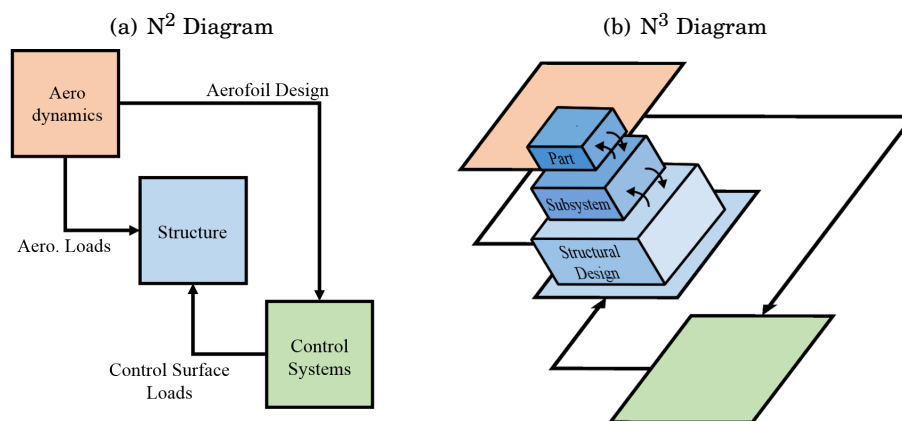 (a) N² Diagram
(b) N³ Diagram
Aero
dynamics
Aerofoil Design
Structure
Aero. Loads
Control
Systems
Control Surface
Loads
Part
Subsystem
Structural
Design